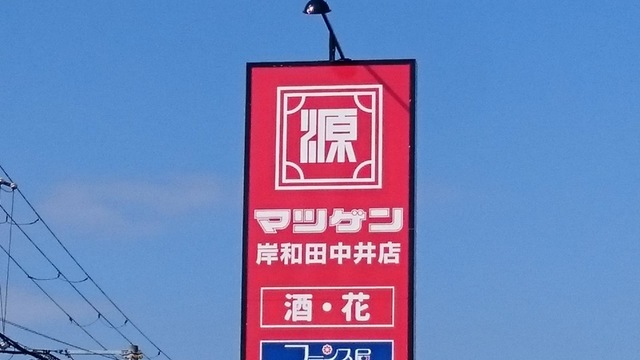 源
マツゲン
岸和田中井店
酒・花